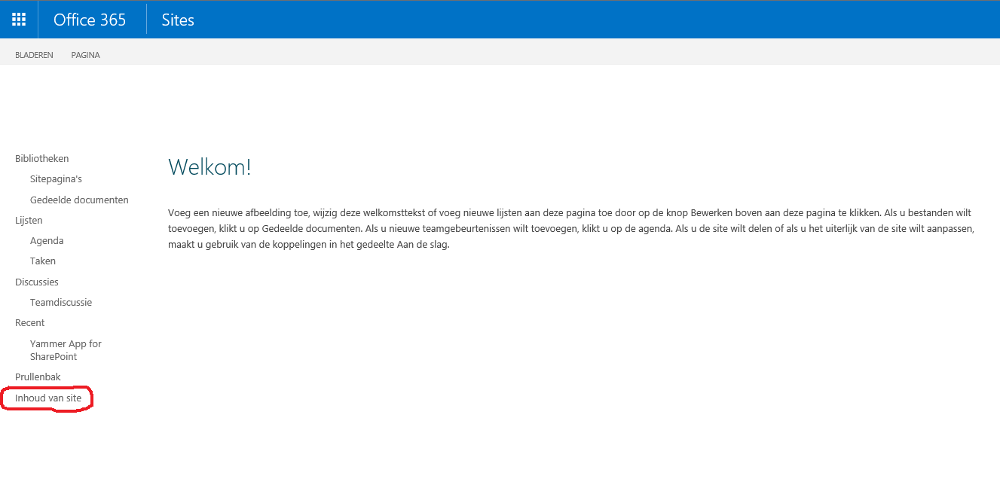 Office 365 Sites
BLADEREN PAGINA
Bibliotheken
Sitepagina's
Gedeelde documenten
Lijsten
Agenda
Taken
Discussies
Teamdiscussie
Recent
Yammer App for
SharePoint
Prullenbak
Inhoud van site
Welkom!
Voeg een nieuwe afbeelding toe, wijzig deze welkomsttekst of voeg nieuwe lijsten aan deze pagina toe door op de knop Bewerken boven aan deze pagina te klikken. Als u bestanden wilt
toevoegen, klikt u op Gedeelde documenten. Als u nieuwe teamgebeurtenissen wilt toevoegen, klikt u op de agenda. Als u de site wilt delen of als u het uiterlijk van de site wilt aanpassen,
maakt u gebruik van de koppelingen in het gedeelte Aan de slag.